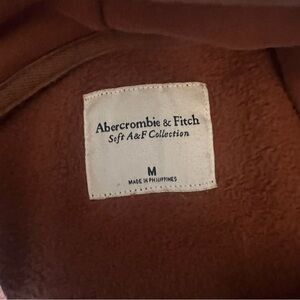 Abercrombie & Fitch
Soft A&F Collection
M
MADE IN PHILIPPINES